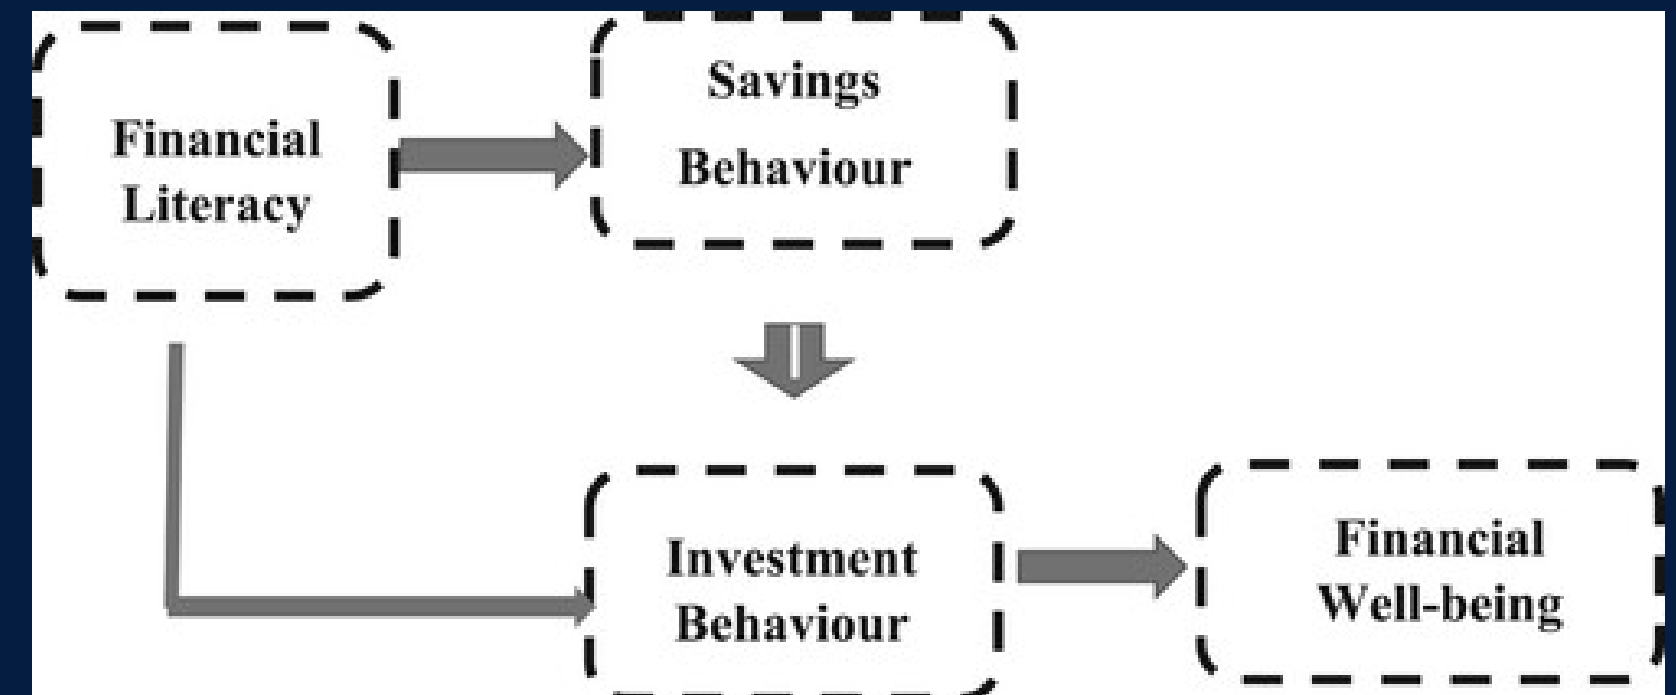 Financial
Literacy
Savings
Behaviour
Investment
Behaviour
Financial
Well-being